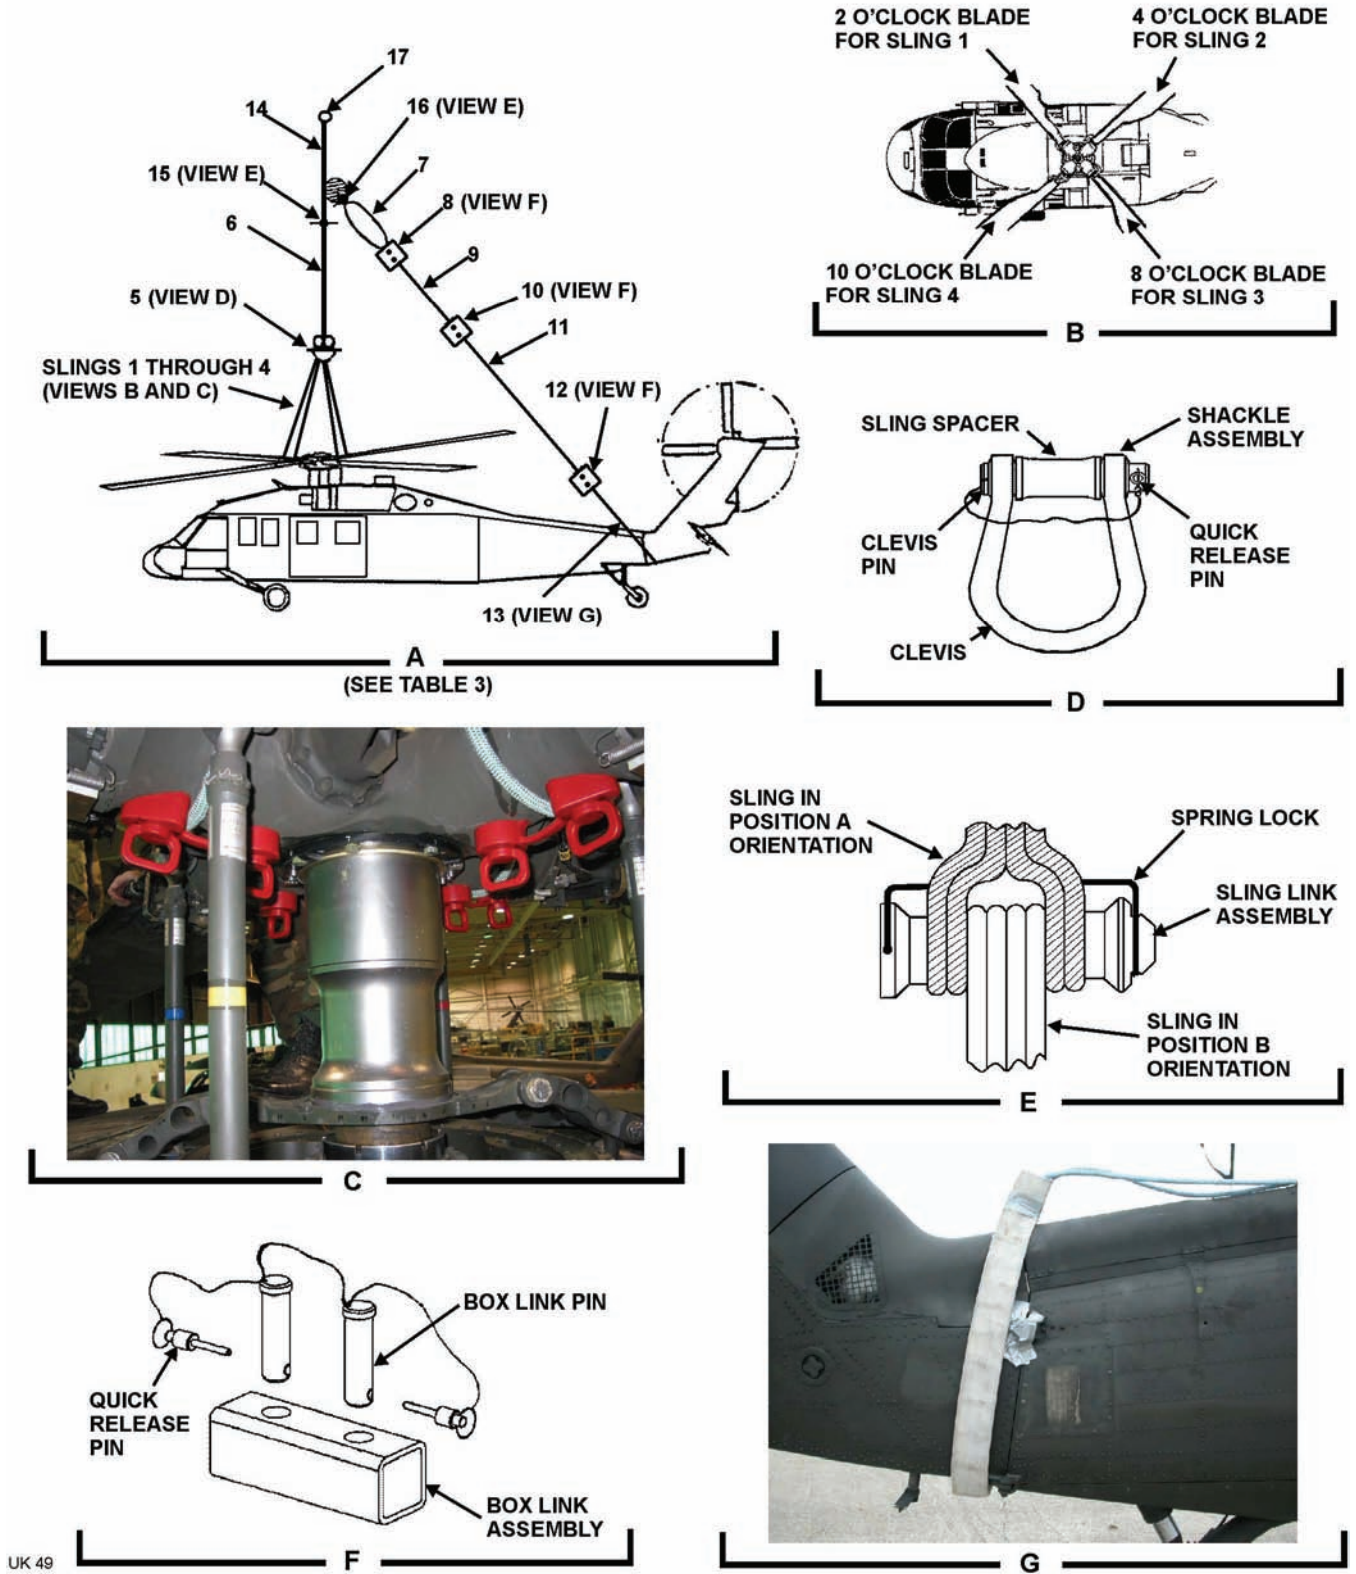 17
14
16 (VIEW E)
15 (VIEW E)
7
8 (VIEW F)
6
9
5 (VIEW D)
10 (VIEW F)
11
SLINGS 1 THROUGH 4
(VIEWS B AND C)
12 (VIEW F)
13 (VIEW G)
A
(SEE TABLE 3)
2 O'CLOCK BLADE
FOR SLING 1
4 O'CLOCK BLADE
FOR SLING 2
10 O'CLOCK BLADE
FOR SLING 4
8 O'CLOCK BLADE
FOR SLING 3
B
SLING SPACER
SHACKLE
ASSEMBLY
CLEVIS
PIN
QUICK
RELEASE
PIN
CLEVIS
D
C
SLING IN
POSITION A
ORIENTATION
SPRING LOCK
SLING LINK
ASSEMBLY
SLING IN
POSITION B
ORIENTATION
E
BOX LINK PIN
QUICK
RELEASE
PIN
BOX LINK
ASSEMBLY
F
G
UK 49